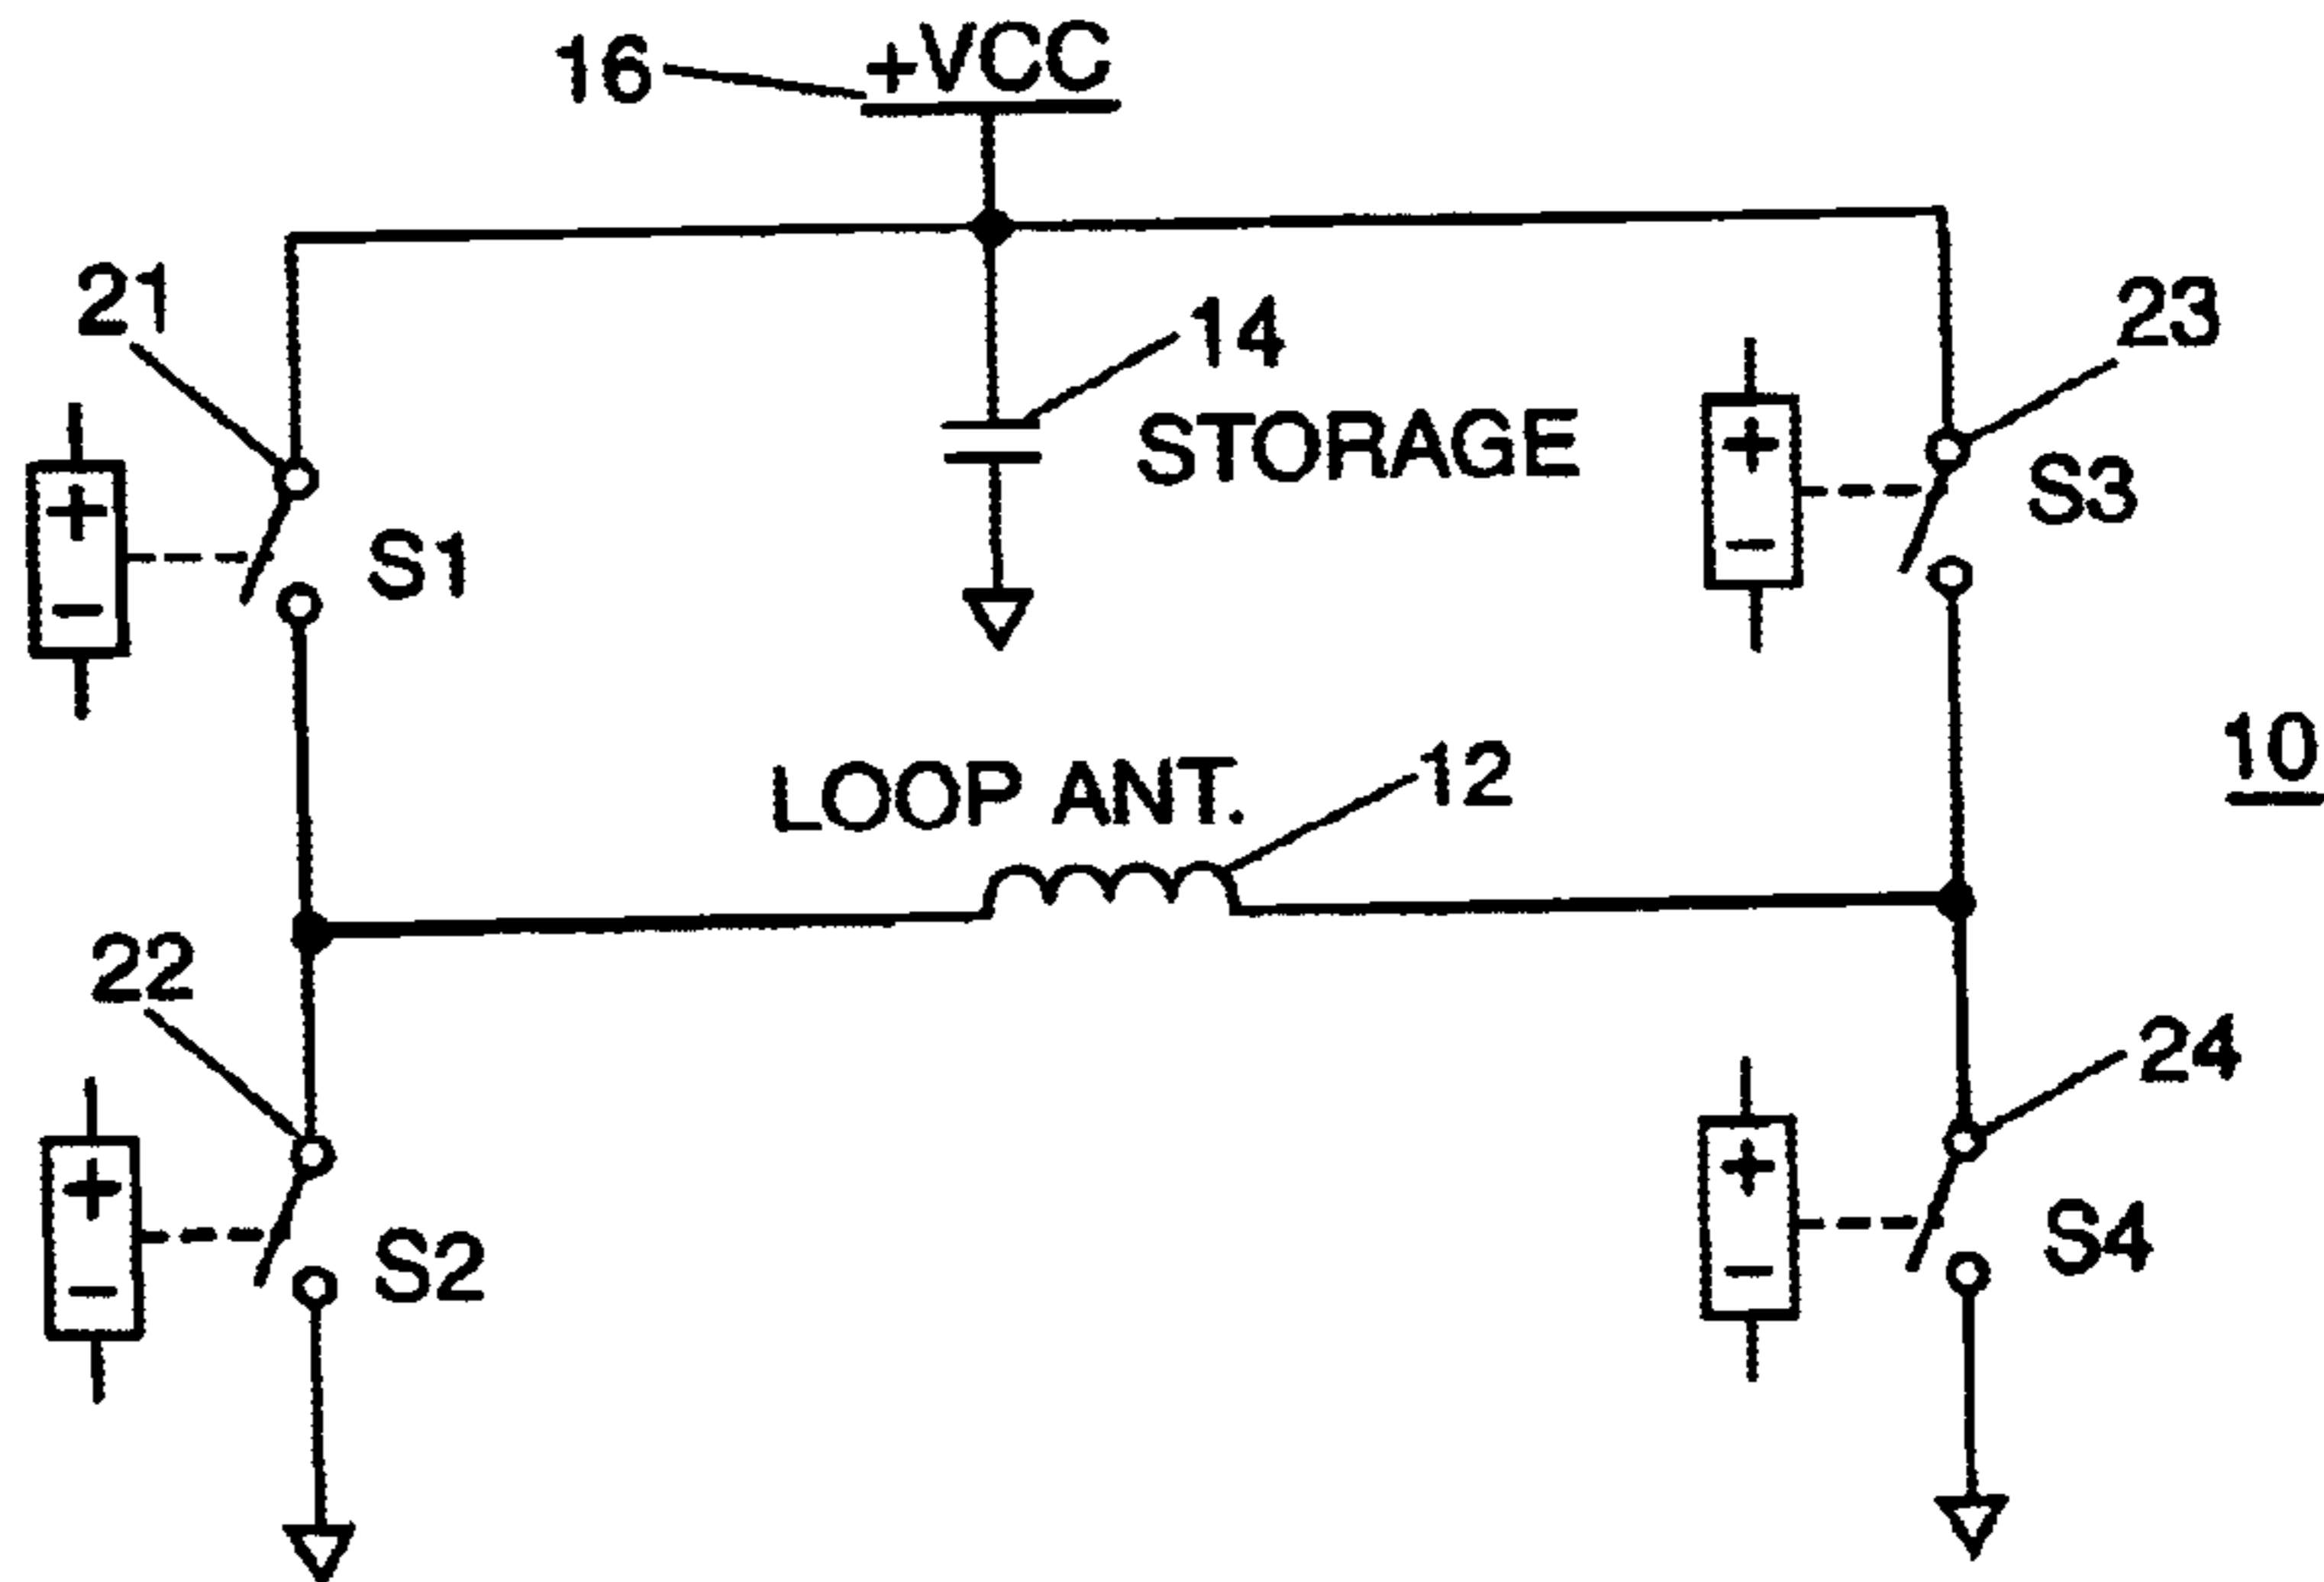 16
+VCC
21
14
23
STORAGE
+
S3
+
S1
−
−
10
LOOP ANT.
12
22
24
+
+
S2
S4
−
−